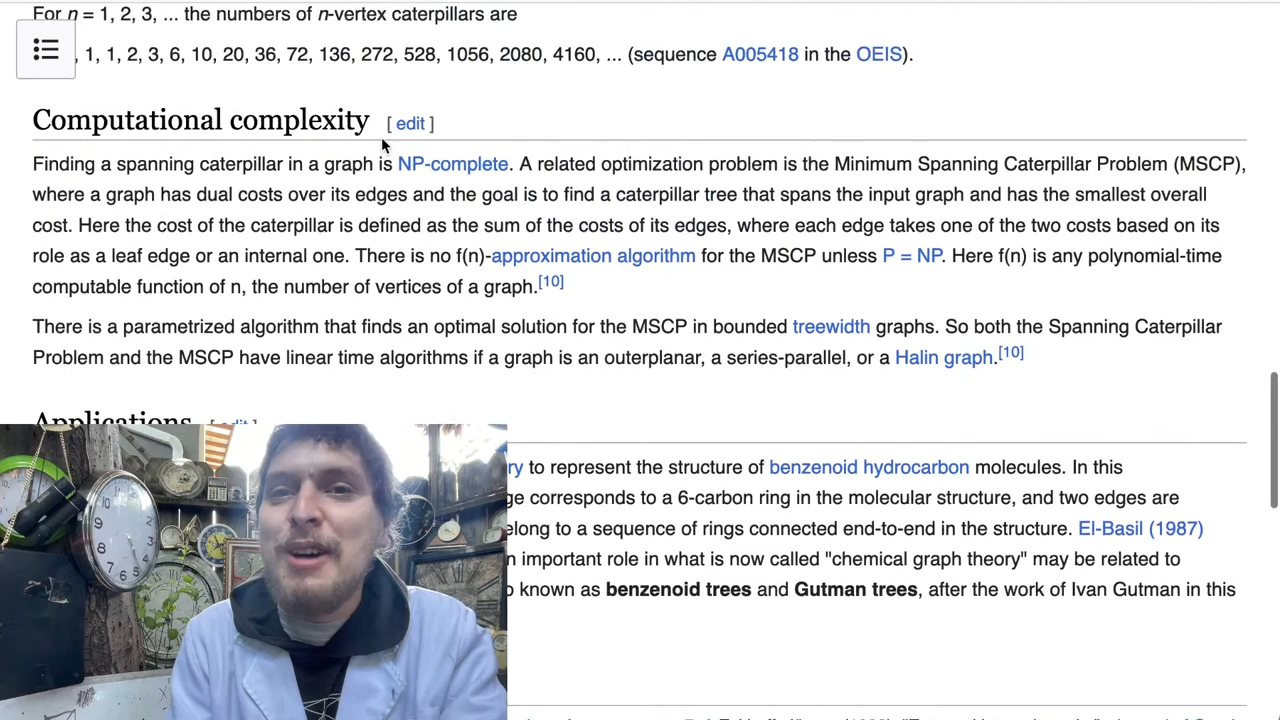 For n = 1, 2, 3, ... the numbers of n-vertex caterpillars are
, 1, 1, 2, 3, 6, 10, 20, 36, 72, 136, 272, 528, 1056, 2080, 4160, ... (sequence A005418 in the OEIS).
Computational complexity [ edit ]
Finding a spanning caterpillar in a graph is NP-complete. A related optimization problem is the Minimum Spanning Caterpillar Problem (MSCP),
where a graph has dual costs over its edges and the goal is to find a caterpillar tree that spans the input graph and has the smallest overall
cost. Here the cost of the caterpillar is defined as the sum of the costs of its edges, where each edge takes one of the two costs based on its
role as a leaf edge or an internal one. There is no f(n)-approximation algorithm for the MSCP unless P = NP. Here f(n) is any polynomial-time
computable function of n, the number of vertices of a graph.[10]
There is a parametrized algorithm that finds an optimal solution for the MSCP in bounded treewidth graphs. So both the Spanning Caterpillar
Problem and the MSCP have linear time algorithms if a graph is an outerplanar, a series-parallel, or a Halin graph.[10]
Applications [ edit ]
ry to represent the structure of benzenoid hydrocarbon molecules. In this
ge corresponds to a 6-carbon ring in the molecular structure, and two edges are
elong to a sequence of rings connected end-to-end in the structure. El-Basil (1987)
n important role in what is now called "chemical graph theory" may be related to
known as benzenoid trees and Gutman trees, after the work of Ivan Gutman in this